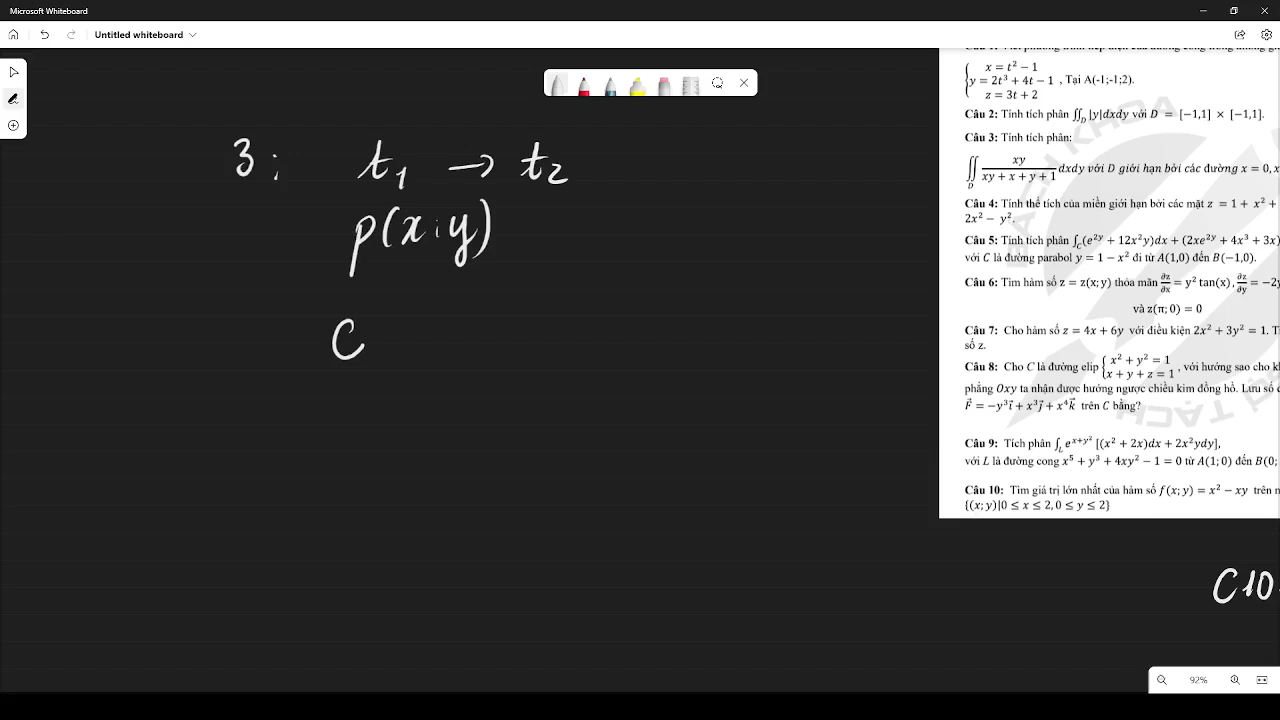 Microsoft Whiteboard
Untitled whiteboard
3; t₁ → t₂
p(x;y)
C
{ x = t² − 1
y = 2t³ + 4t − 1 , Tại A(-1;-1;2).
z = 3t + 2
Câu 2: Tính tích phân ∬_D |y|dxdy với D = [−1,1] × [−1,1].
Câu 3: Tính tích phân:
∬_D xy/(xy + x + y + 1) dxdy với D giới hạn bởi các đường x = 0, x
Câu 4: Tính thể tích của miền giới hạn bởi các mặt z = 1 + x² +
2x² − y².
Câu 5: Tính tích phân ∫_C(e^{2y} + 12x²y)dx + (2xe^{2y} + 4x³ + 3x)
với C là đường parabol y = 1 − x² đi từ A(1,0) đến B(−1,0).
Câu 6: Tìm hàm số z = z(x; y) thỏa mãn ∂z/∂x = y² tan(x), ∂z/∂y = −2y
và z(π; 0) = 0
Câu 7: Cho hàm số z = 4x + 6y với điều kiện 2x² + 3y² = 1. T
số z.
Câu 8: Cho C là đường elip { x² + y² = 1
x + y + z = 1 , với hướng sao cho k
phẳng Oxy ta nhận được hướng ngược chiều kim đồng hồ. Lưu số
F⃗ = −y³i⃗ + x³j⃗ + x⁴k⃗ trên C bằng?
Câu 9: Tích phân ∫_L e^{x+y²} [(x² + 2x)dx + 2x²ydy],
với L là đường cong x⁵ + y³ + 4xy² − 1 = 0 từ A(1; 0) đến B(0;
Câu 10: Tìm giá trị lớn nhất của hàm số f(x; y) = x² − xy trên
{(x; y)|0 ≤ x ≤ 2, 0 ≤ y ≤ 2}
C10
92%